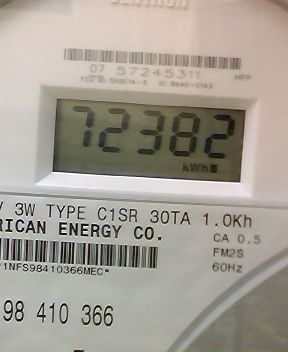 07 57245311
72382
kWh
V 3W TYPE C1SR 30TA 1.0Kh
RICAN ENERGY CO.
CA 0.5
FM2S
60Hz
1NFS98410366MEC*
98 410 366